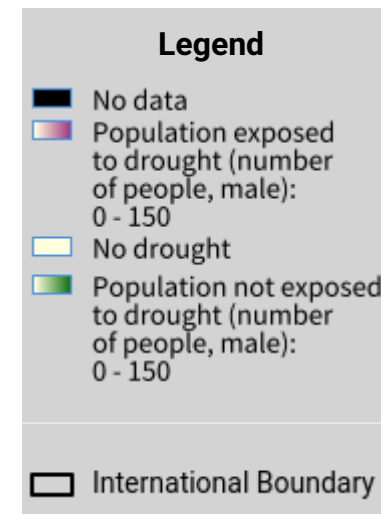 Legend
No data
Population exposed
to drought (number
of people, male):
0 - 150
No drought
Population not exposed
to drought (number
of people, male):
0 - 150
International Boundary